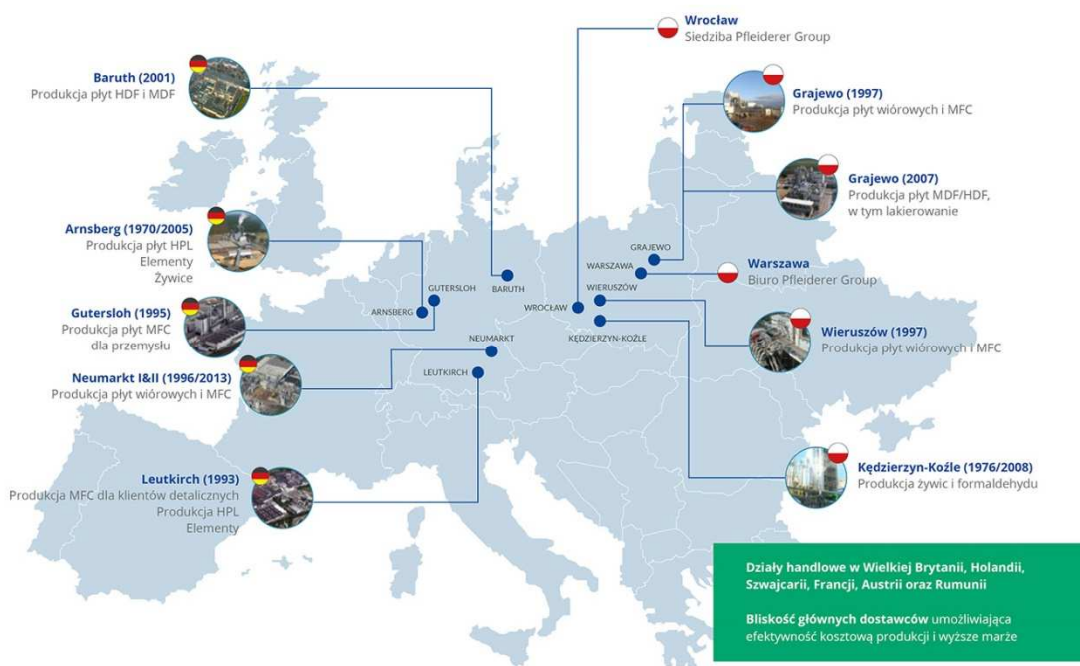 Wrocław
Siedziba Pfleiderer Group
Baruth (2001)
Produkcja płyt HDF i MDF
Grajewo (1997)
Produkcja płyt wiórowych i MFC
Grajewo (2007)
Produkcja płyt MDF/HDF,
w tym lakierowanie
Arnsberg (1970/2005)
Produkcja płyt HPL
Elementy
Żywice
GRAJEWO
WARSZAWA
Warszawa
Biuro Pfleiderer Group
GUTERSLOH
BARUTH
WIERUSZÓW
ARNSBERG
WROCŁAW
Gutersloh (1995)
Produkcja płyt MFC
dla przemysłu
NEUMARKT
KĘDZIERZYN-KOŹLE
Wieruszów (1997)
Produkcja płyt wiórowych i MFC
LEUTKIRCH
Neumarkt I&II (1996/2013)
Produkcja płyt wiórowych i MFC
Leutkirch (1993)
Produkcja MFC dla klientów detalicznych
Produkcja HPL
Elementy
Kędzierzyn-Koźle (1976/2008)
Produkcja żywic i formaldehydu
Działy handlowe w Wielkiej Brytanii, Holandii,
Szwajcarii, Francji, Austrii oraz Rumunii
Bliskość głównych dostawców umożliwiająca
efektywność kosztową produkcji i wyższe marże